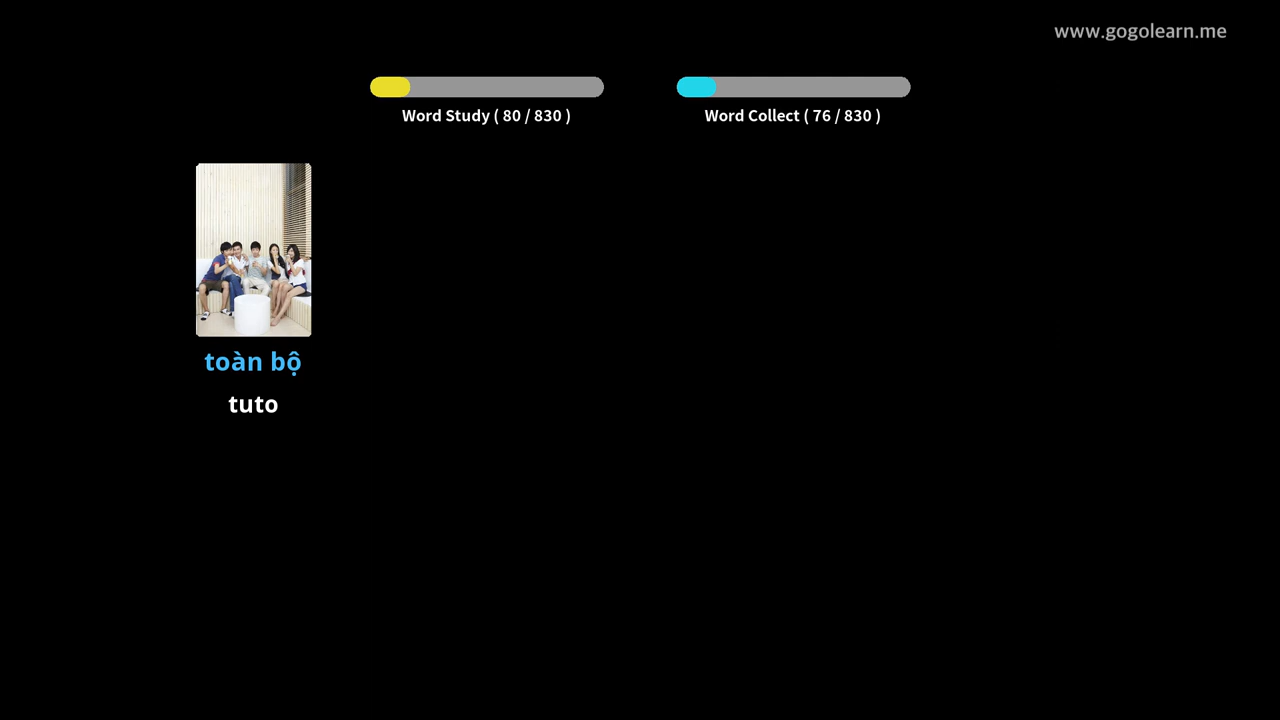 www.gogolearn.me
Word Study ( 80 / 830 )
Word Collect ( 76 / 830 )
toàn bộ
tuto